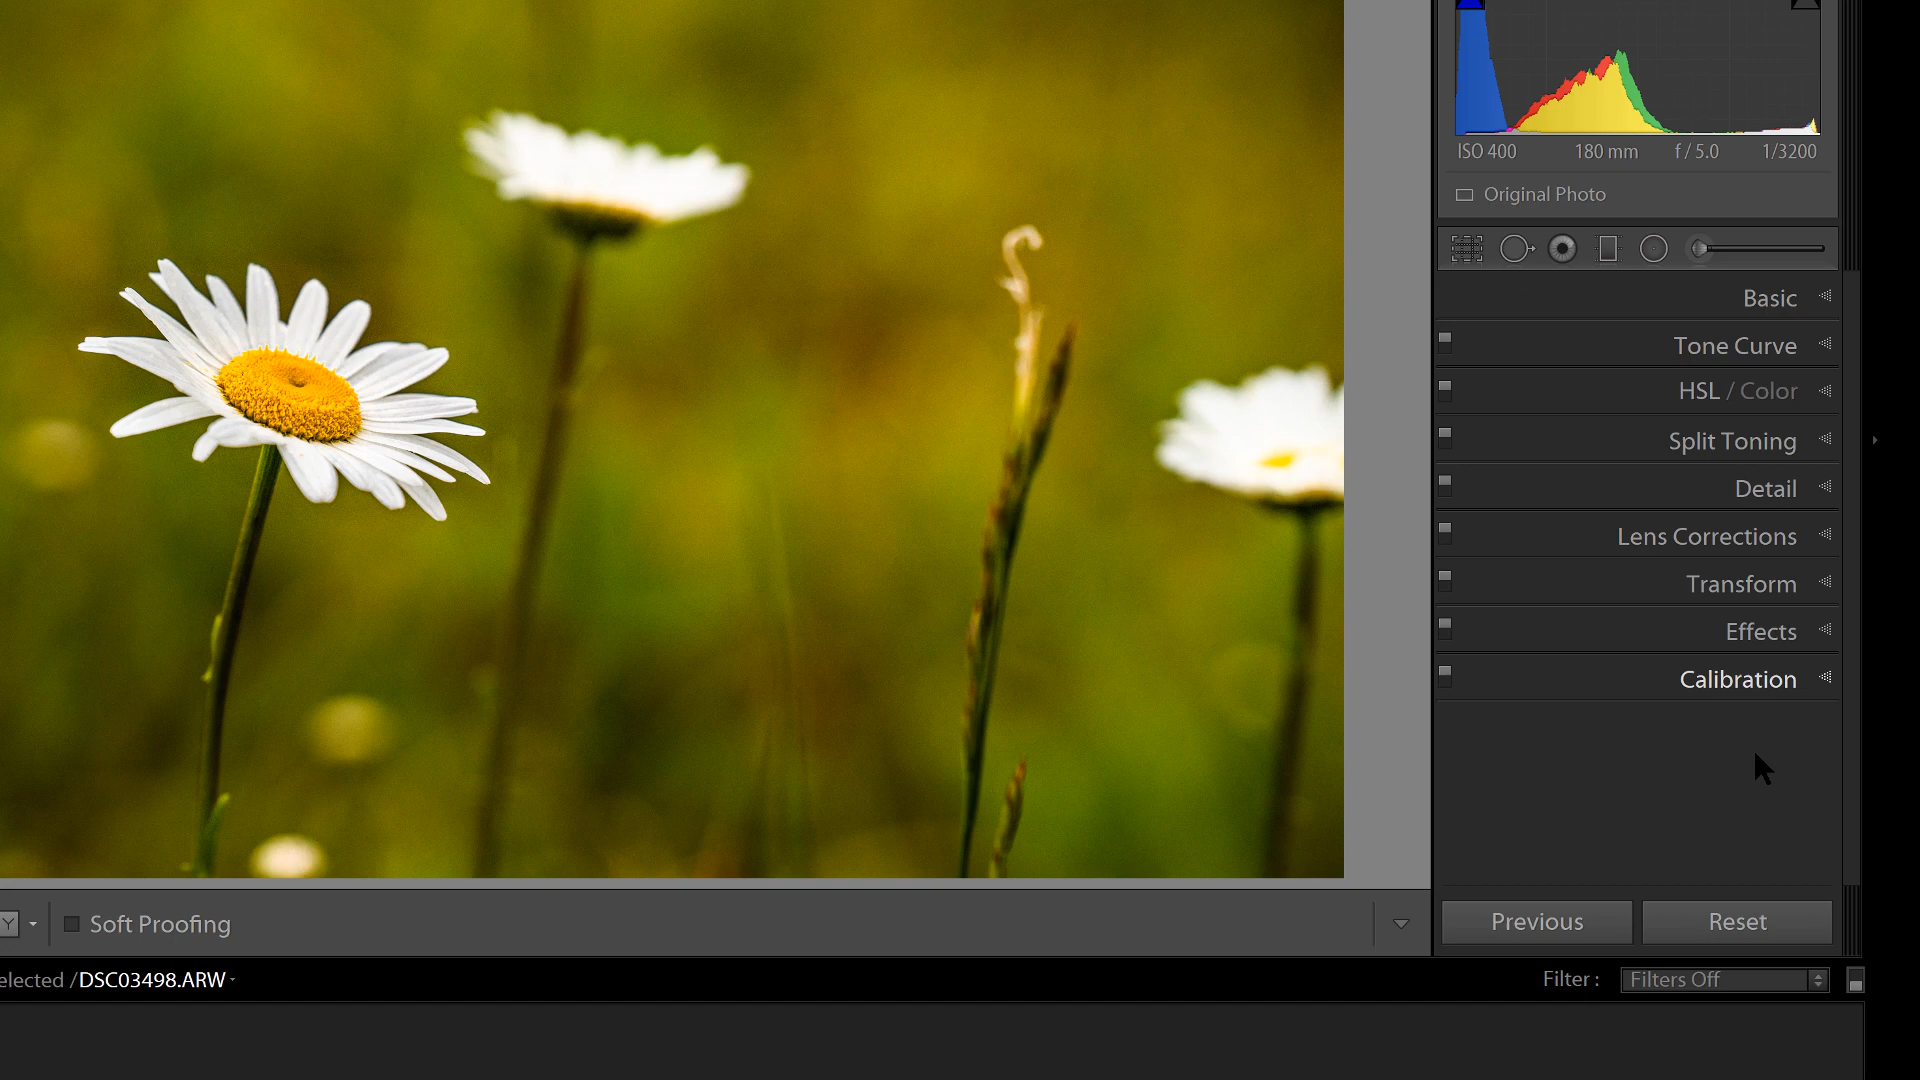 ISO 400 180 mm f / 5.0 1/3200
Original Photo
Basic
Tone Curve
HSL / Color
Split Toning
Detail
Lens Corrections
Transform
Effects
Calibration
Previous Reset
Y Soft Proofing
elected / DSC03498.ARW
Filter : Filters Off